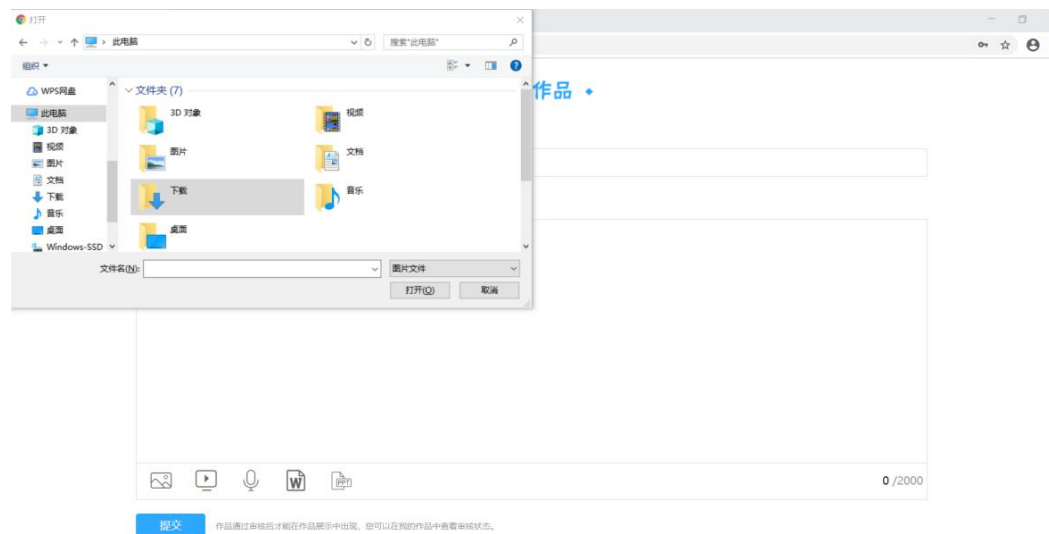 打开
此电脑
搜索"此电脑"
组织
WPS网盘
此电脑
3D 对象
视频
图片
文档
下载
音乐
桌面
Windows-SSD
文件夹 (7)
3D 对象
视频
图片
文档
下载
音乐
桌面
文件名(N):
图片文件
打开(O)
取消
作品
W
PPT
0 /2000
提交
作品通过审核后才能在作品展示中出现，您可以在我的作品中查看审核状态。